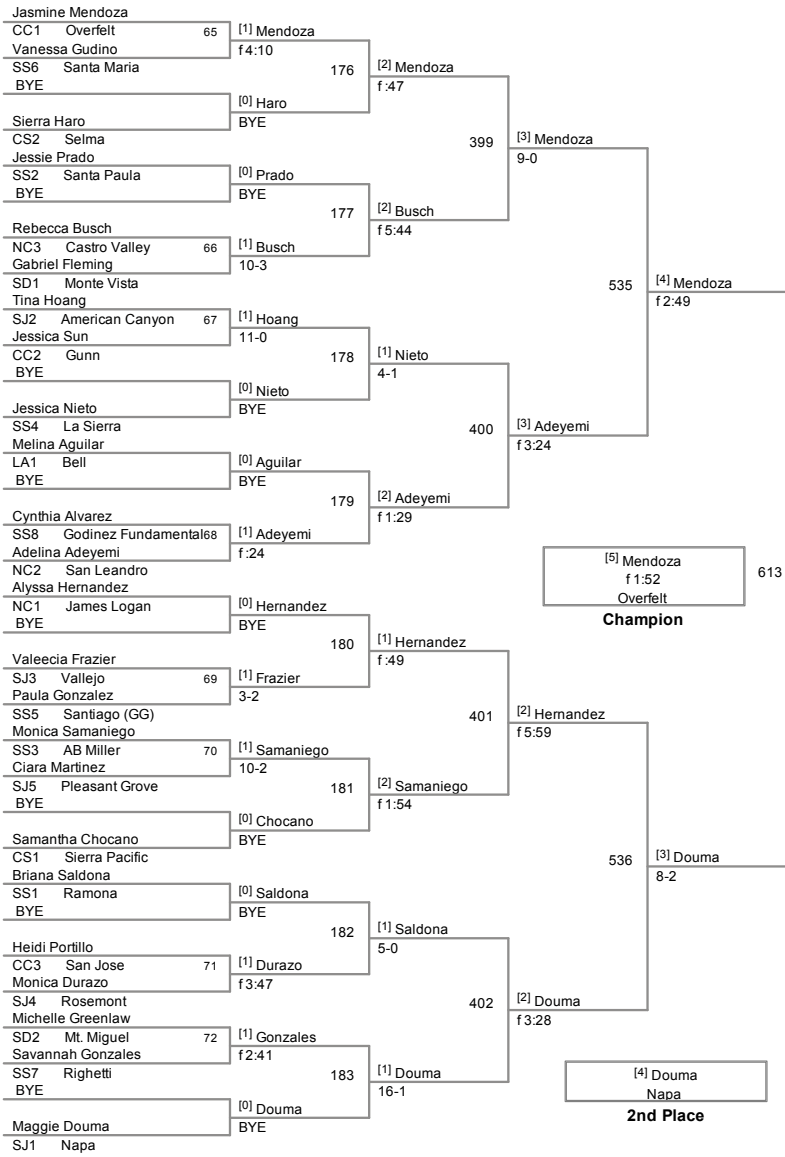 Jasmine Mendoza
CC1 Overfelt 65
Vanessa Gudino
SS6 Santa Maria
BYE
Sierra Haro
CS2 Selma
Jessie Prado
SS2 Santa Paula
BYE
Rebecca Busch
NC3 Castro Valley 66
Gabriel Fleming
SD1 Monte Vista
Tina Hoang
SJ2 American Canyon 67
Jessica Sun
CC2 Gunn
BYE
Jessica Nieto
SS4 La Sierra
Melina Aguilar
LA1 Bell
BYE
Cynthia Alvarez
SS8 Godinez Fundamental 68
Adelina Adeyemi
NC2 San Leandro
Alyssa Hernandez
NC1 James Logan
BYE
Valeecia Frazier
SJ3 Vallejo 69
Paula Gonzalez
SS5 Santiago (GG)
Monica Samaniego
SS3 AB Miller 70
Ciara Martinez
SJ5 Pleasant Grove
BYE
Samantha Chocano
CS1 Sierra Pacific
Briana Saldona
SS1 Ramona
BYE
Heidi Portillo
CC3 San Jose 71
Monica Durazo
SJ4 Rosemont
Michelle Greenlaw
SD2 Mt. Miguel 72
Savannah Gonzales
SS7 Righetti
BYE
Maggie Douma
SJ1 Napa
[1] Mendoza
f 4:10
176
[0] Haro
BYE
[0] Prado
BYE
177
[1] Busch
10-3
[1] Hoang
11-0
178
[0] Nieto
BYE
[0] Aguilar
BYE
179
[1] Adeyemi
f :24
[0] Hernandez
BYE
180
[1] Frazier
3-2
[1] Samaniego
10-2
181
[0] Chocano
BYE
[0] Saldona
BYE
182
[1] Durazo
f 3:47
[1] Gonzales
f 2:41
183
[0] Douma
BYE
[2] Mendoza
f :47
399
[2] Busch
f 5:44
[1] Nieto
4-1
400
[2] Adeyemi
f 1:29
[1] Hernandez
f :49
401
[2] Samaniego
f 1:54
[1] Saldona
5-0
402
[1] Douma
16-1
[3] Mendoza
9-0
535
[3] Adeyemi
f 3:24
[2] Hernandez
f 5:59
536
[2] Douma
f 3:28
[4] Mendoza
f 2:49
[5] Mendoza
f 1:52
Overfelt
613
Champion
[3] Douma
8-2
[4] Douma
Napa
2nd Place